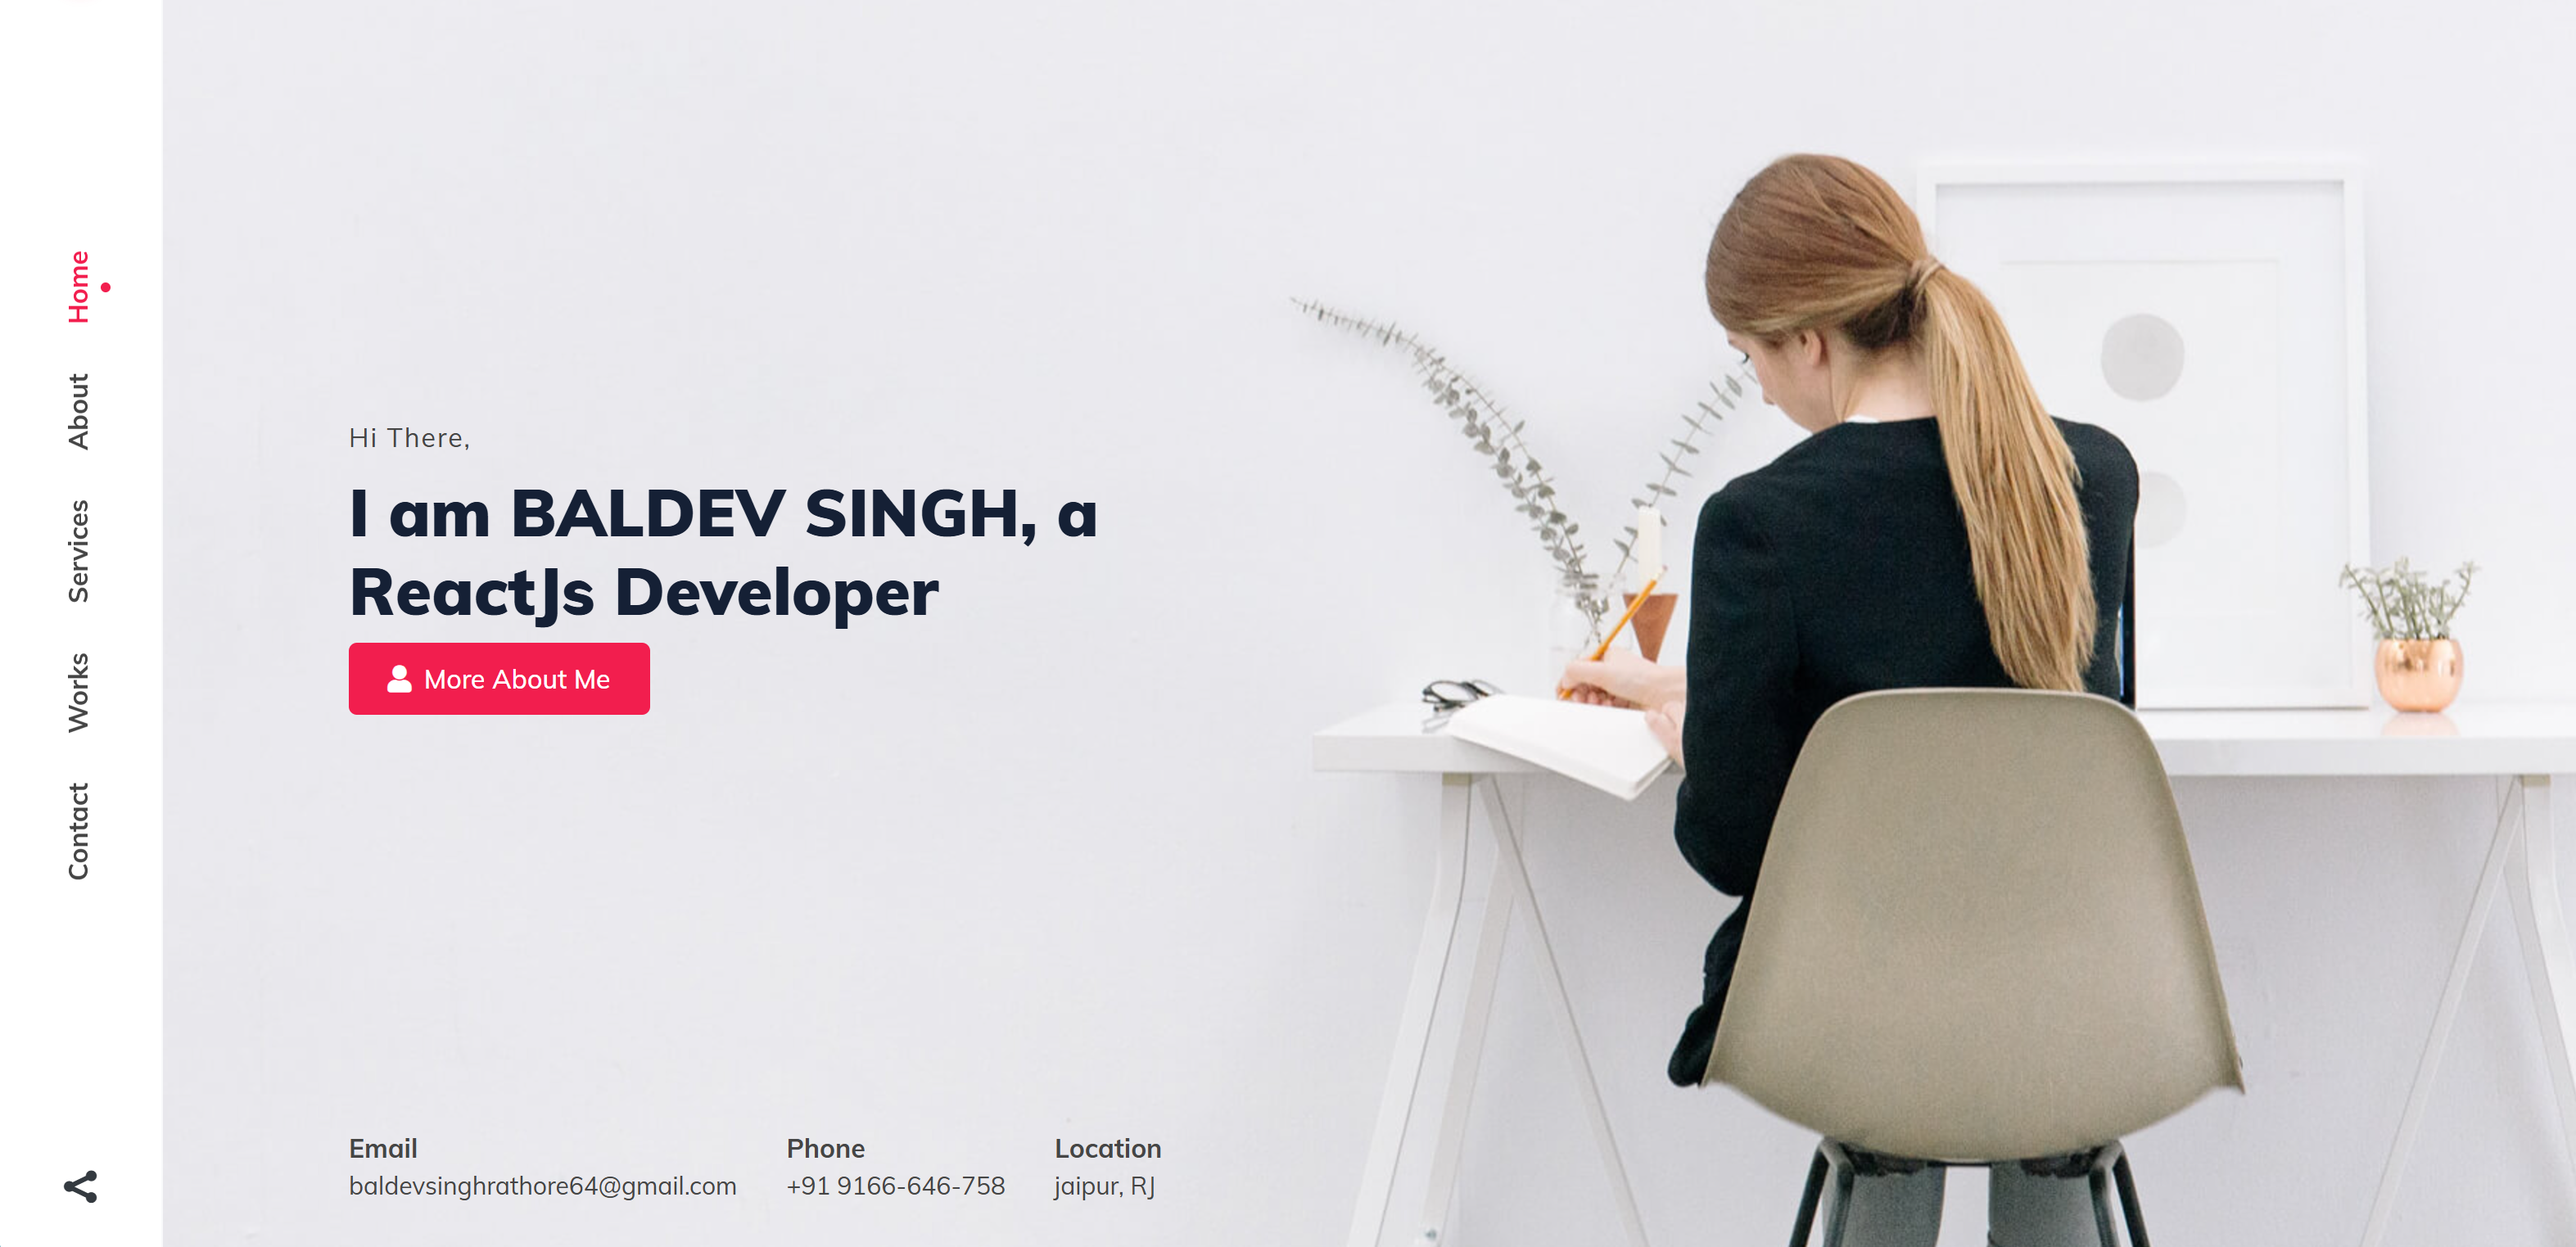 Home
About
Services
Works
Contact
Hi There,
I am BALDEV SINGH, a
ReactJs Developer
More About Me
Email
baldevsinghrathore64@gmail.com
Phone
+91 9166-646-758
Location
jaipur, RJ